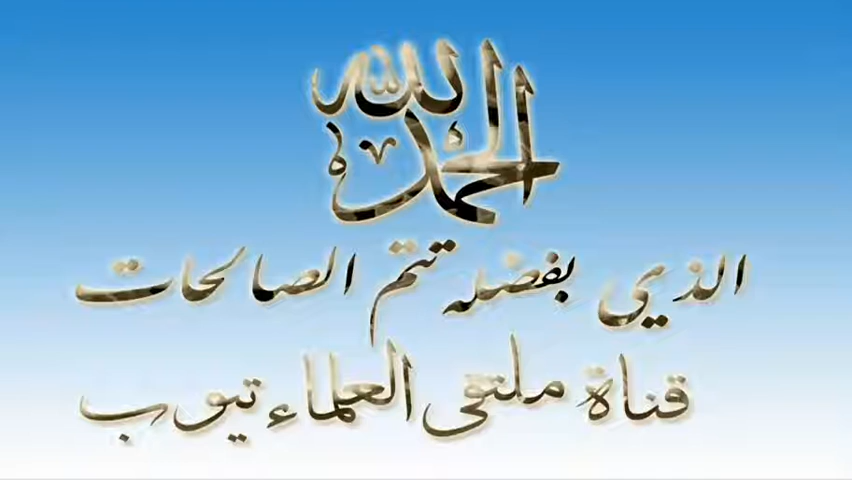 الحمد لله
الذي بفضله تتم الصالحات
قناة ملتقى العلماء تيوب